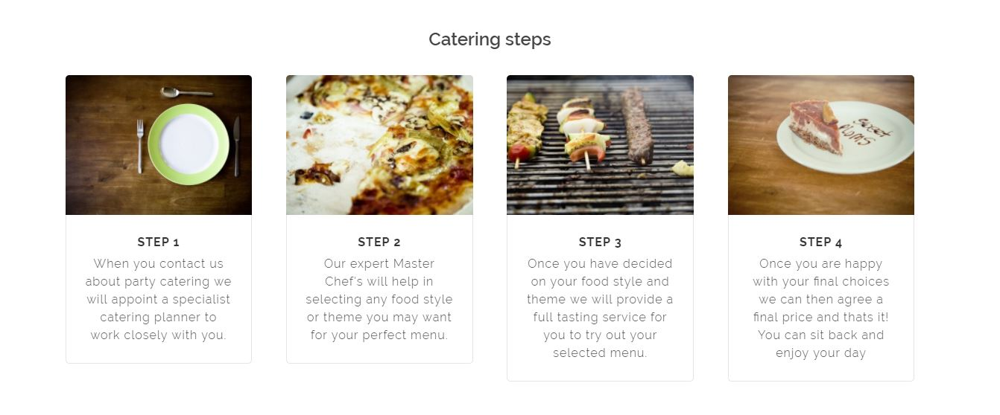 Catering steps
sweet
plums
STEP 1
When you contact us
about party catering we
will appoint a specialist
catering planner to
work closely with you.
STEP 2
Our expert Master
Chef's will help in
selecting any food style
or theme you may want
for your perfect menu.
STEP 3
Once you have decided
on your food style and
theme we will provide a
full tasting service for
you to try out your
selected menu.
STEP 4
Once you are happy
with your final choices
we can then agree a
final price and thats it!
You can sit back and
enjoy your day